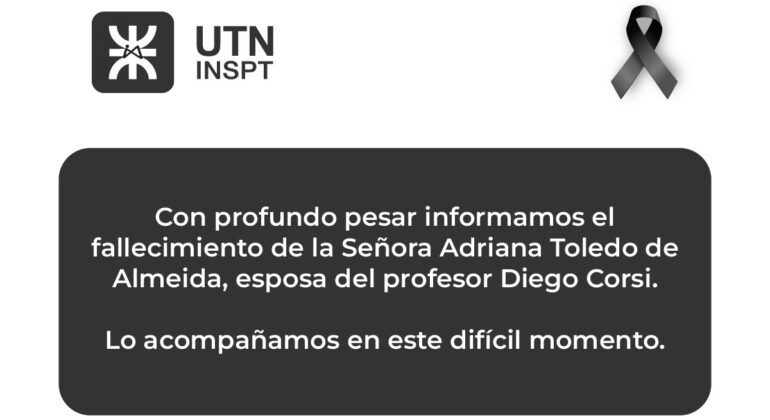 UTN
INSPT
Con profundo pesar informamos el
fallecimiento de la Señora Adriana Toledo de
Almeida, esposa del profesor Diego Corsi.
Lo acompañamos en este difícil momento.